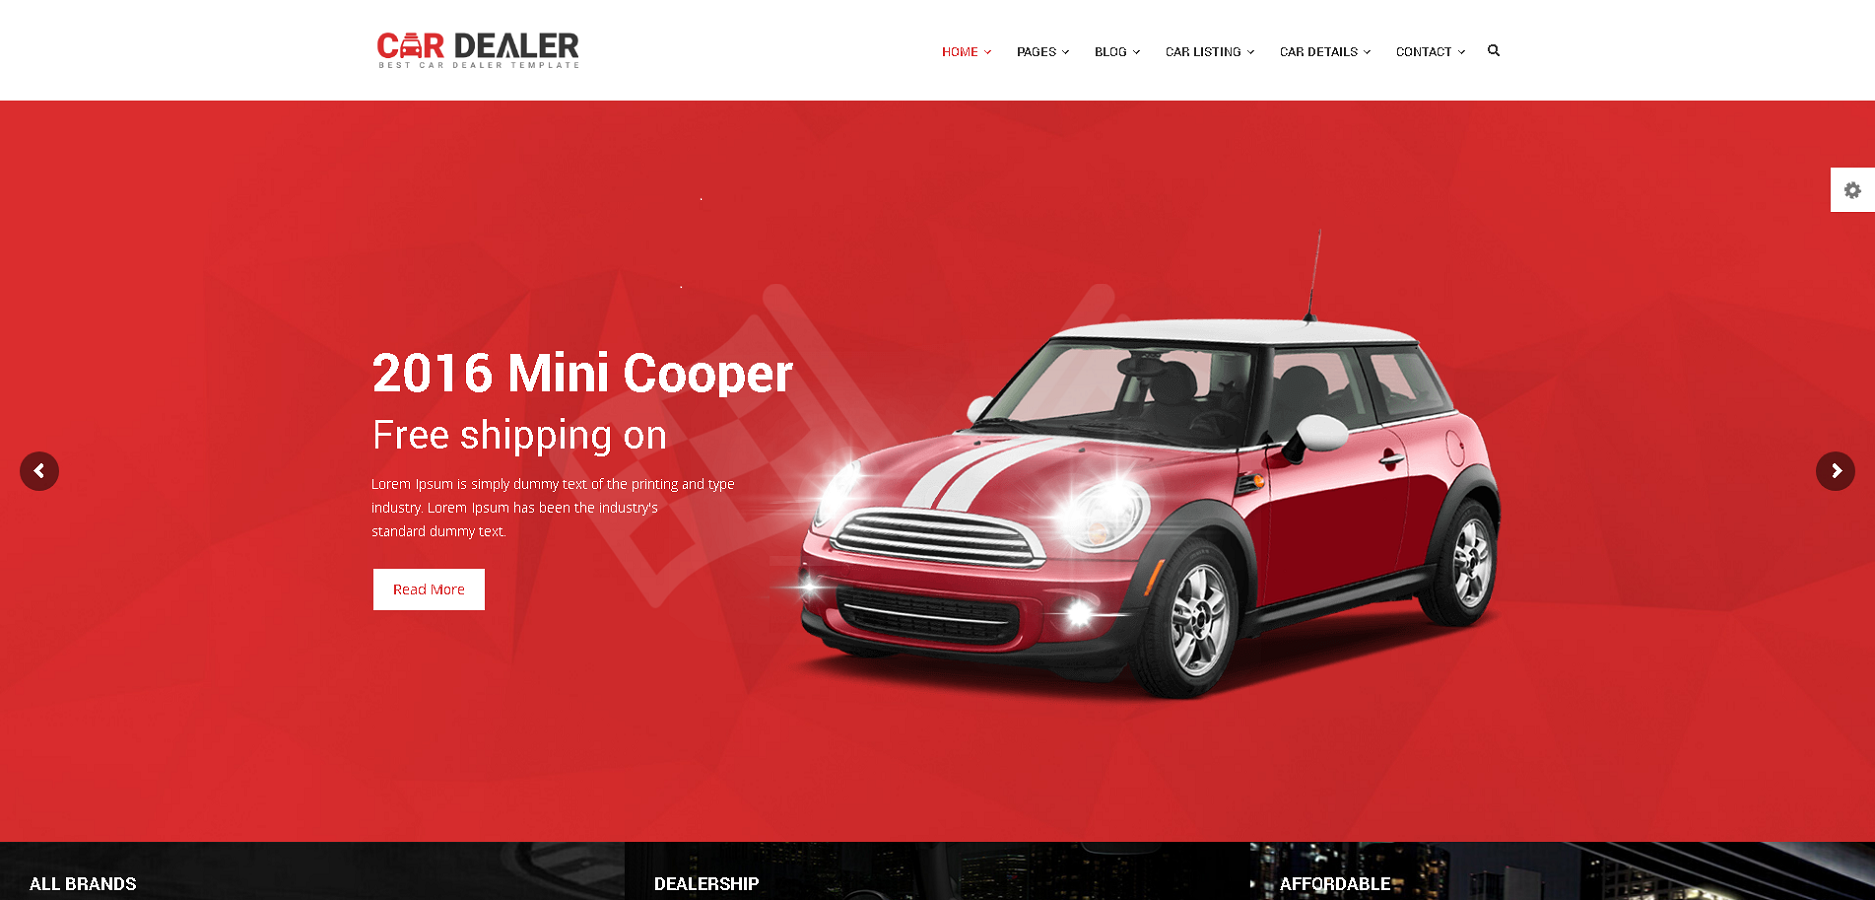 CAR DEALER
BEST CAR DEALER TEMPLATE
HOME
PAGES
BLOG
CAR LISTING
CAR DETAILS
CONTACT
2016 Mini Cooper
Free shipping on
Lorem Ipsum is simply dummy text of the printing and type
industry. Lorem Ipsum has been the industry's
standard dummy text.
Read More
ALL BRANDS
DEALERSHIP
AFFORDABLE